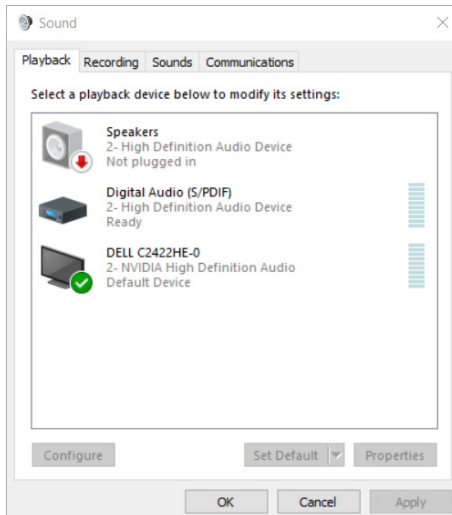 Sound
Playback Recording Sounds Communications
Select a playback device below to modify its settings:
Speakers
2- High Definition Audio Device
Not plugged in
Digital Audio (S/PDIF)
2- High Definition Audio Device
Ready
DELL C2422HE-0
2- NVIDIA High Definition Audio
Default Device
Configure Set Default Properties
OK Cancel Apply